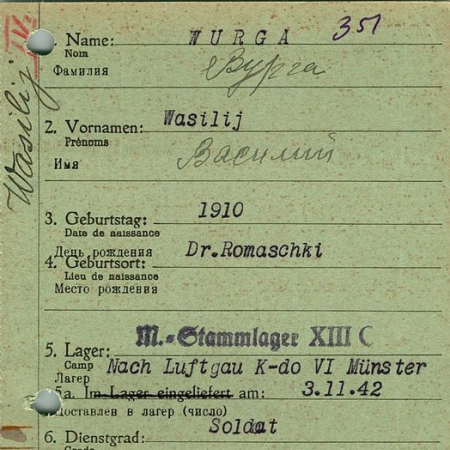 1. Name: WURGA 351
Nom
Фамилия Вурга
Wasilij
2. Vornamen: Wasilij
Prénoms
Имя Василий
3. Geburtstag: 1910
Date de naissance
День рождения Dr.Romaschki
4. Geburtsort:
Lieu de naissance
Место рождения
M.-Stammlager XIII C
5. Lager:
Camp Nach Luftgau K-do VI Münster
Лагерь
5a. Im Lager eingeliefert am: 3.11.42
Доставлен в лагерь (число)
6. Dienstgrad: Soldat
Grade